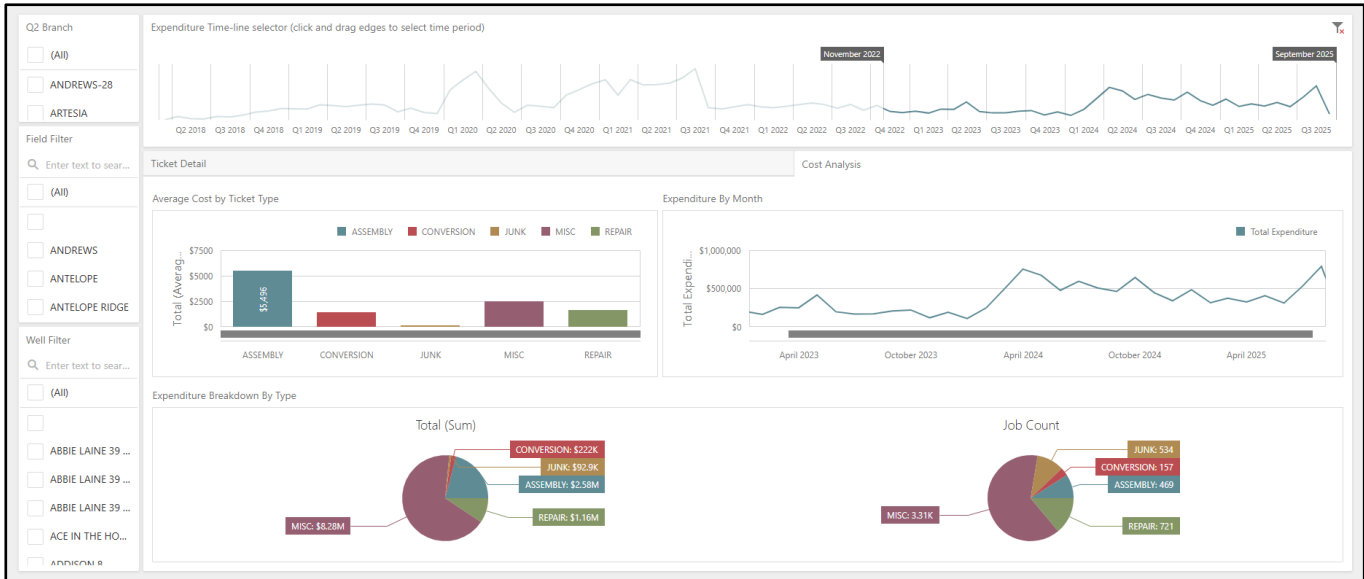 Q2 Branch
(All)
ANDREWS-28
ARTESIA
Field Filter
Enter text to sear...
(All)
ANDREWS
ANTELOPE
ANTELOPE RIDGE
Well Filter
Enter text to sear...
(All)
ABBIE LAINE 39 ...
ABBIE LAINE 39 ...
ABBIE LAINE 39 ...
ACE IN THE HO...
ADDISON 8
Expenditure Time-line selector (click and drag edges to select time period)
November 2022
September 2025
Q2 2018 Q3 2018 Q4 2018 Q1 2019 Q2 2019 Q3 2019 Q4 2019 Q1 2020 Q2 2020 Q3 2020 Q4 2020 Q1 2021 Q2 2021 Q3 2021 Q4 2021 Q1 2022 Q2 2022 Q3 2022 Q4 2022 Q1 2023 Q2 2023 Q3 2023 Q4 2023 Q1 2024 Q2 2024 Q3 2024 Q4 2024 Q1 2025 Q2 2025 Q3 2025
Ticket Detail
Cost Analysis
Average Cost by Ticket Type
ASSEMBLY CONVERSION JUNK MISC REPAIR
Total (Averag...
$7500
$5000
$2500
$0
$5,496
ASSEMBLY CONVERSION JUNK MISC REPAIR
Expenditure By Month
Total Expenditure
Total Expendi...
$1,000,000
$500,000
$0
April 2023 October 2023 April 2024 October 2024 April 2025
Expenditure Breakdown By Type
Total (Sum)
CONVERSION: $222K
JUNK: $92.9K
ASSEMBLY: $2.58M
REPAIR: $1.16M
MISC: $8.28M
Job Count
JUNK: 534
CONVERSION: 157
ASSEMBLY: 469
MISC: 3.31K
REPAIR: 721